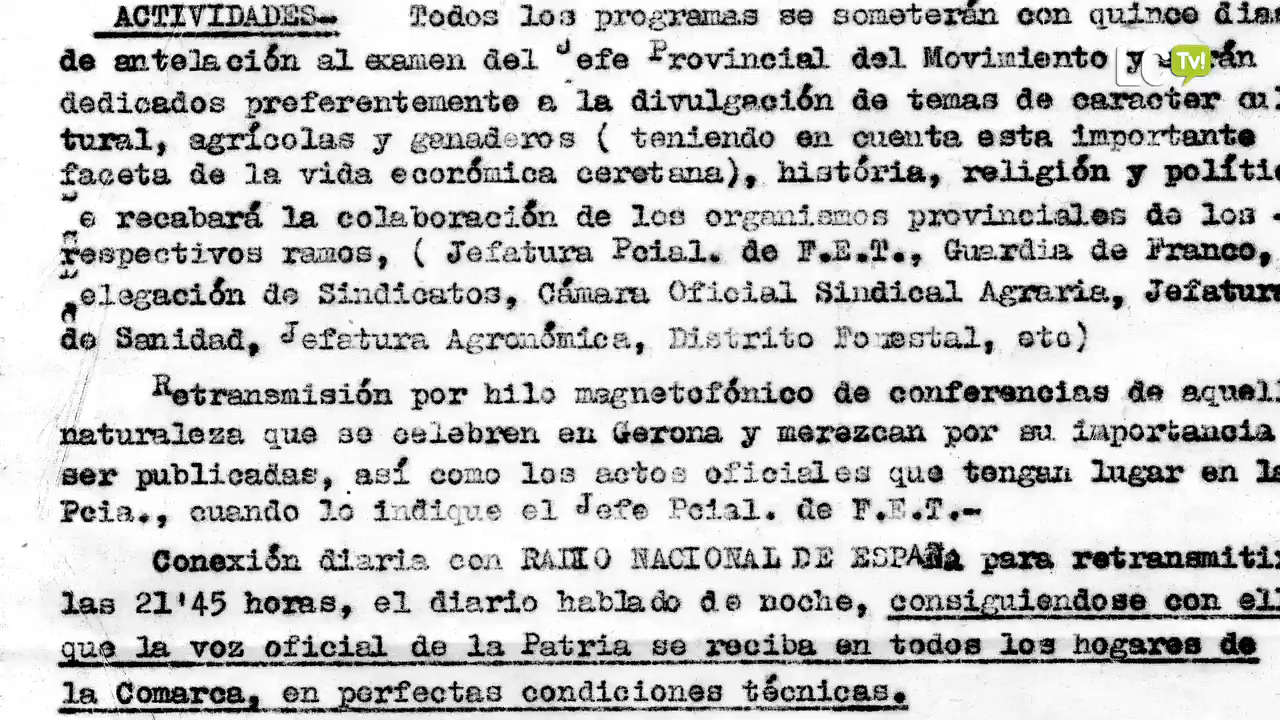 ACTIVIDADES.- Todos los programas se someterán con quince dias
de antelación al examen del Jefe Provincial del Movimiento y
dedicados preferentemente a la divulgación de temas de caracter cul
tural, agrícolas y ganaderos ( teniendo en cuenta esta importante
faceta de la vida económica ceretana), história, religión y políti
Se recabará la colaboración de los organismos provinciales de los -
respectivos ramos, ( Jefatura Pcial. de F.E.T., Guardia de Franco,
Delegación de Sindicatos, Cámara Oficial Sindical Agraria, Jefatura
de Sanidad, Jefatura Agronómica, Distrito Forestal, etc)
Retransmisión por hilo magnetofónico de conferencias de aquell
naturaleza que se celebren en Gerona y merezcan por su importancia
ser publicadas, así como los actos oficiales que tengan lugar en la
Pcia., cuando lo indique el Jefe Pcial. de F.E.T.-
Conexión diaria con RADIO NACIONAL DE ESPAÑA para retransmitir
las 21'45 horas, el diario hablado de noche, consiguiendose con ell
que la voz oficial de la Patria se reciba en todos los hogares de
la Comarca, en perfectas condiciones técnicas.
Tv!